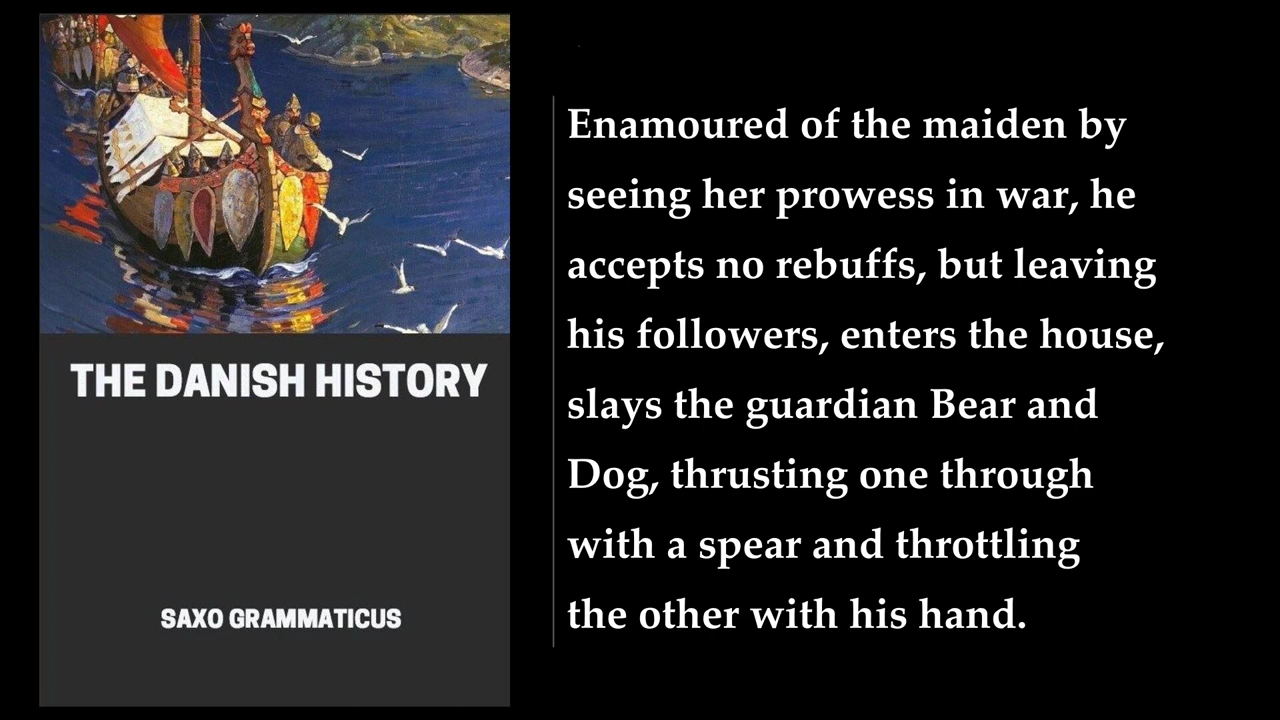 THE DANISH HISTORY
SAXO GRAMMATICUS
Enamoured of the maiden by
seeing her prowess in war, he
accepts no rebuffs, but leaving
his followers, enters the house,
slays the guardian Bear and
Dog, thrusting one through
with a spear and throttling
the other with his hand.